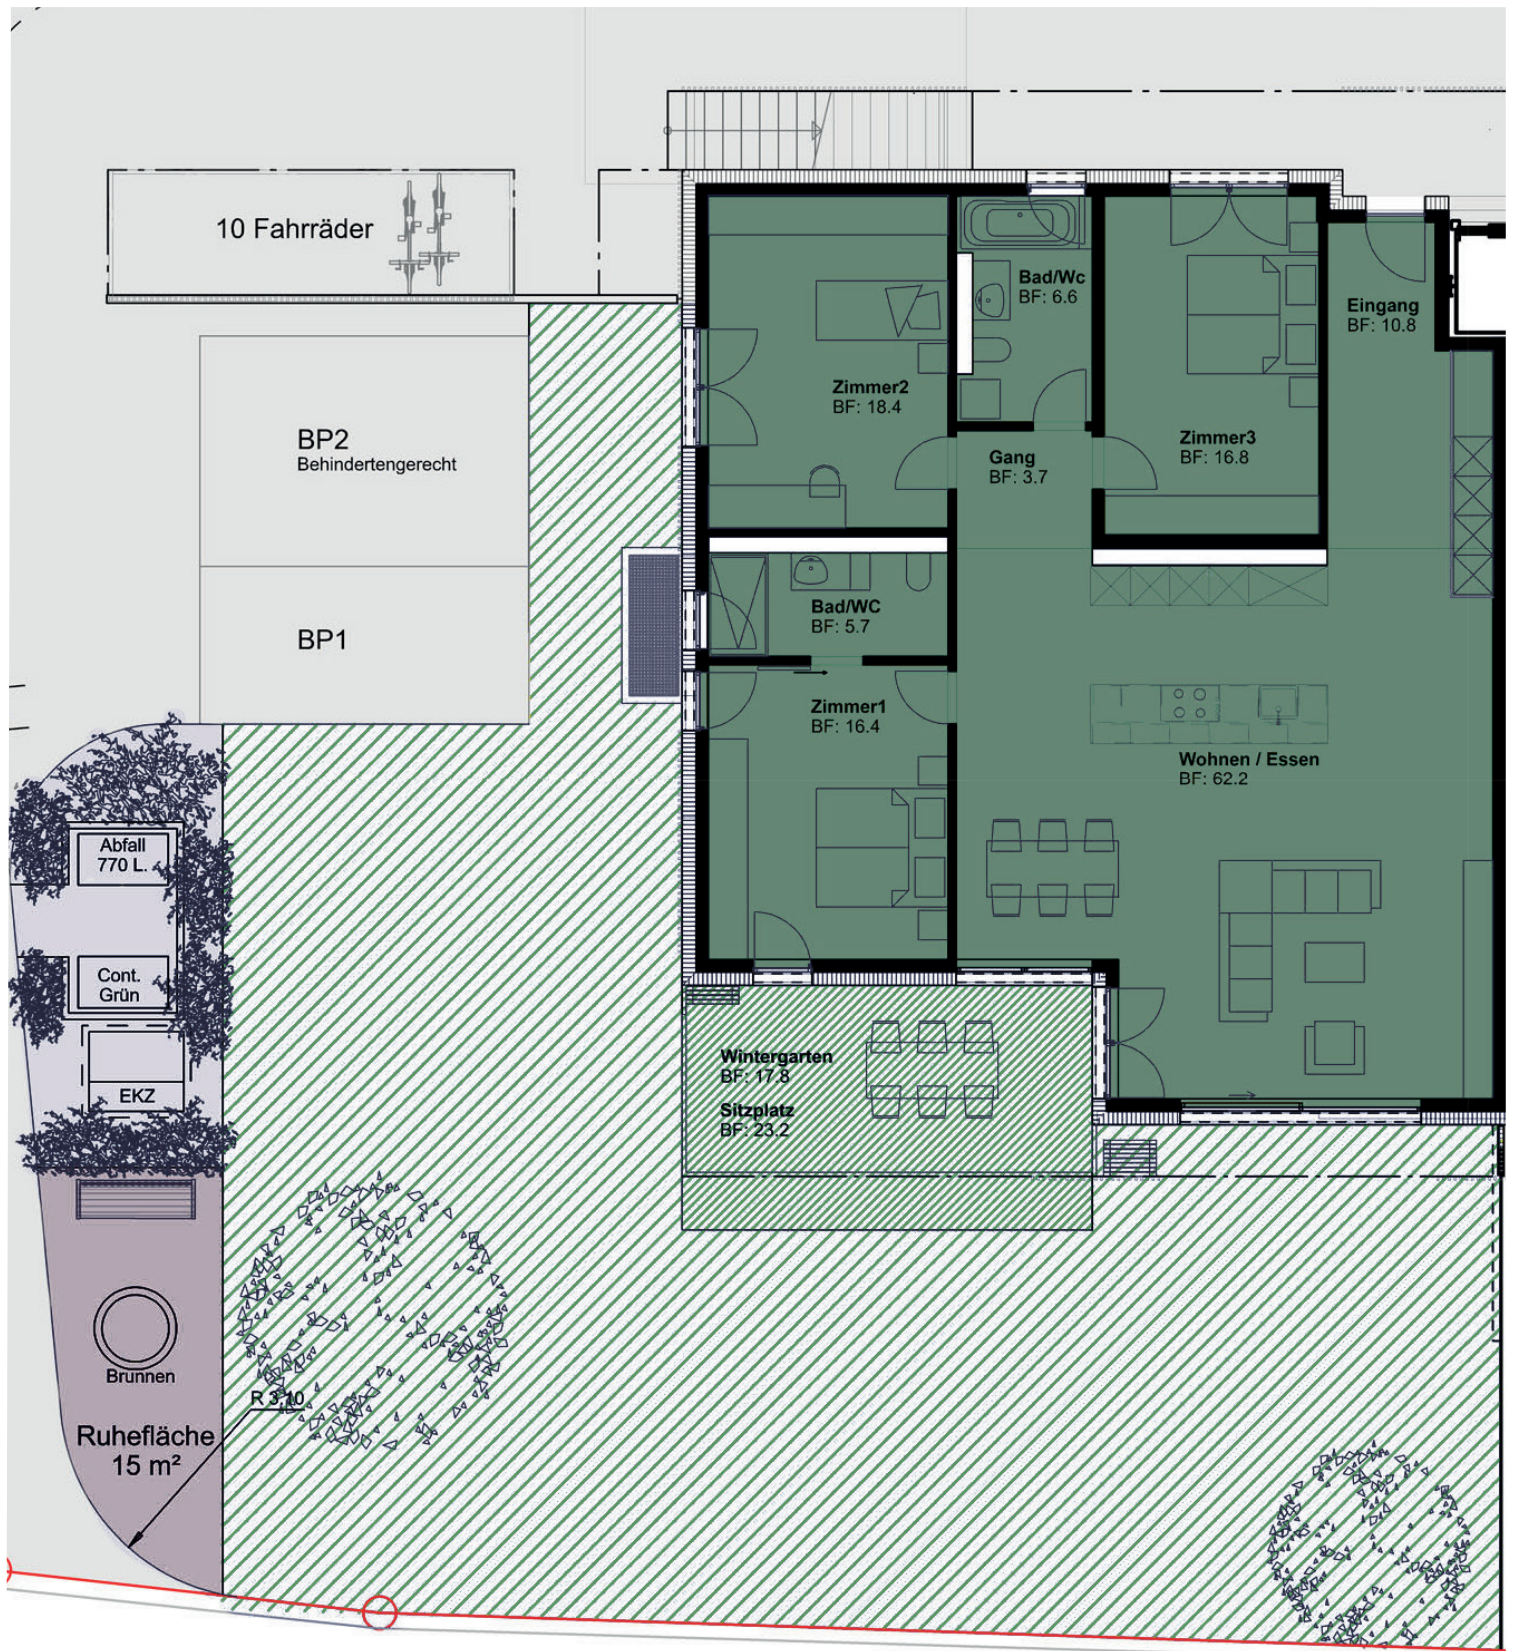 10 Fahrräder
Bad/Wc
BF: 6.6
Eingang
BF: 10.8
Zimmer2
BF: 18.4
BP2
Behindertengerecht
Gang
BF: 3.7
Zimmer3
BF: 16.8
Bad/WC
BF: 5.7
BP1
Zimmer1
BF: 16.4
Wohnen / Essen
BF: 62.2
Abfall
770 L.
Cont.
Grün
EKZ
Wintergarten
BF: 17.8
Sitzplatz
BF: 23.2
Brunnen
R 3,10
Ruhefläche
15 m²